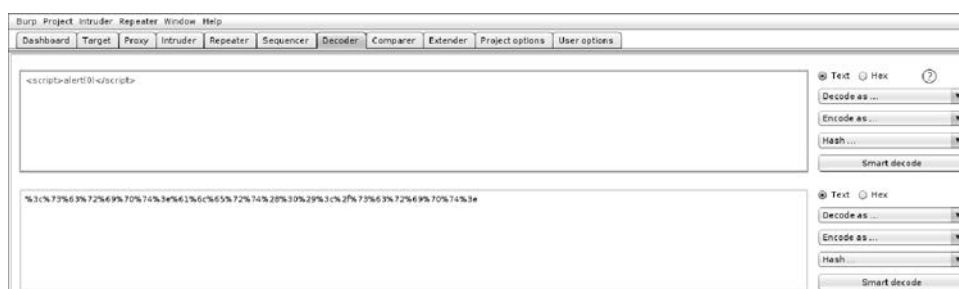 Burp Project Intruder Repeater Window Help
Dashboard Target Proxy Intruder Repeater Sequencer Decoder Comparer Extender Project options User options
<script>alert(0)</script>
Text Hex ?
Decode as ...
Encode as ...
Hash ...
Smart decode
%3c%73%63%72%69%70%74%3e%61%6c%65%72%74%28%30%29%3c%2f%73%63%72%69%70%74%3e
Text Hex
Decode as ...
Encode as ...
Hash ...
Smart decode